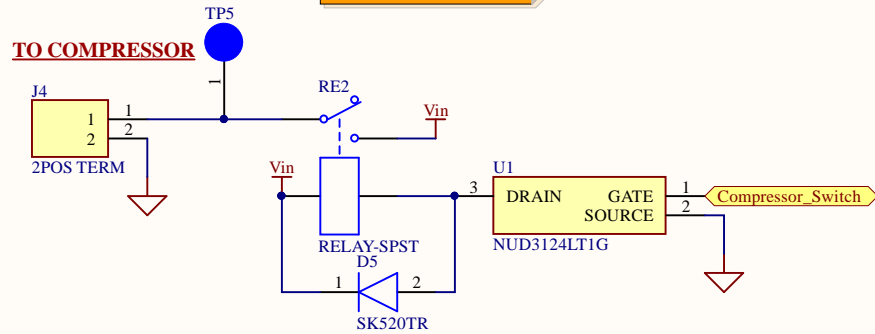 TP5
TO COMPRESSOR
1
RE2
J4
1 1
2 2
Vin
2POS TERM
Vin
U1
3 DRAIN GATE 1 Compressor_Switch
SOURCE 2
RELAY-SPST
NUD3124LT1G
D5
1 2
SK520TR